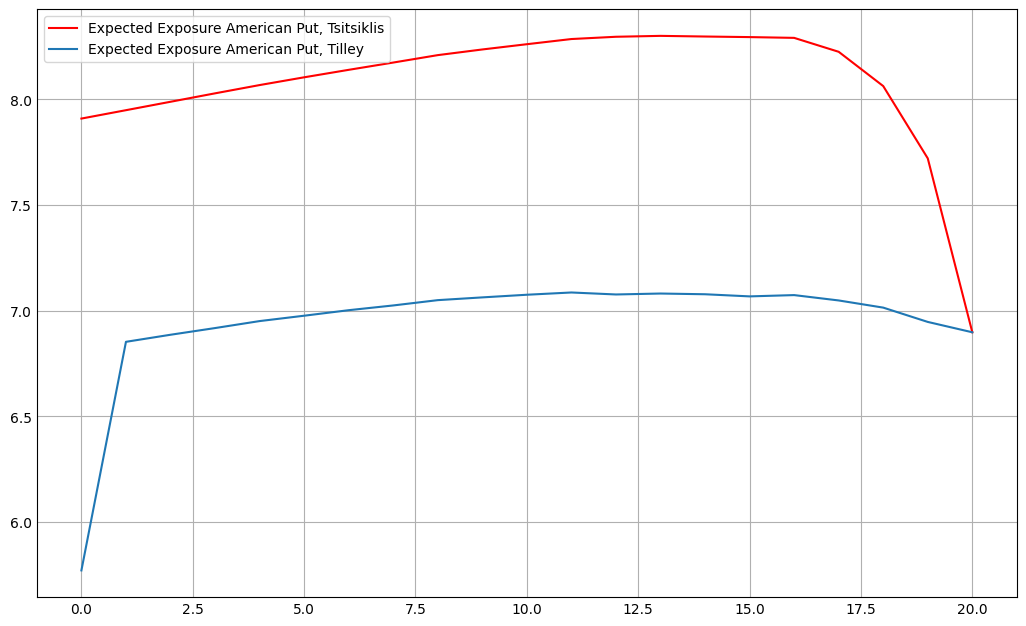 Expected Exposure American Put, Tsitsiklis
Expected Exposure American Put, Tilley
8.0
7.5
7.0
6.5
6.0
0.0 2.5 5.0 7.5 10.0 12.5 15.0 17.5 20.0